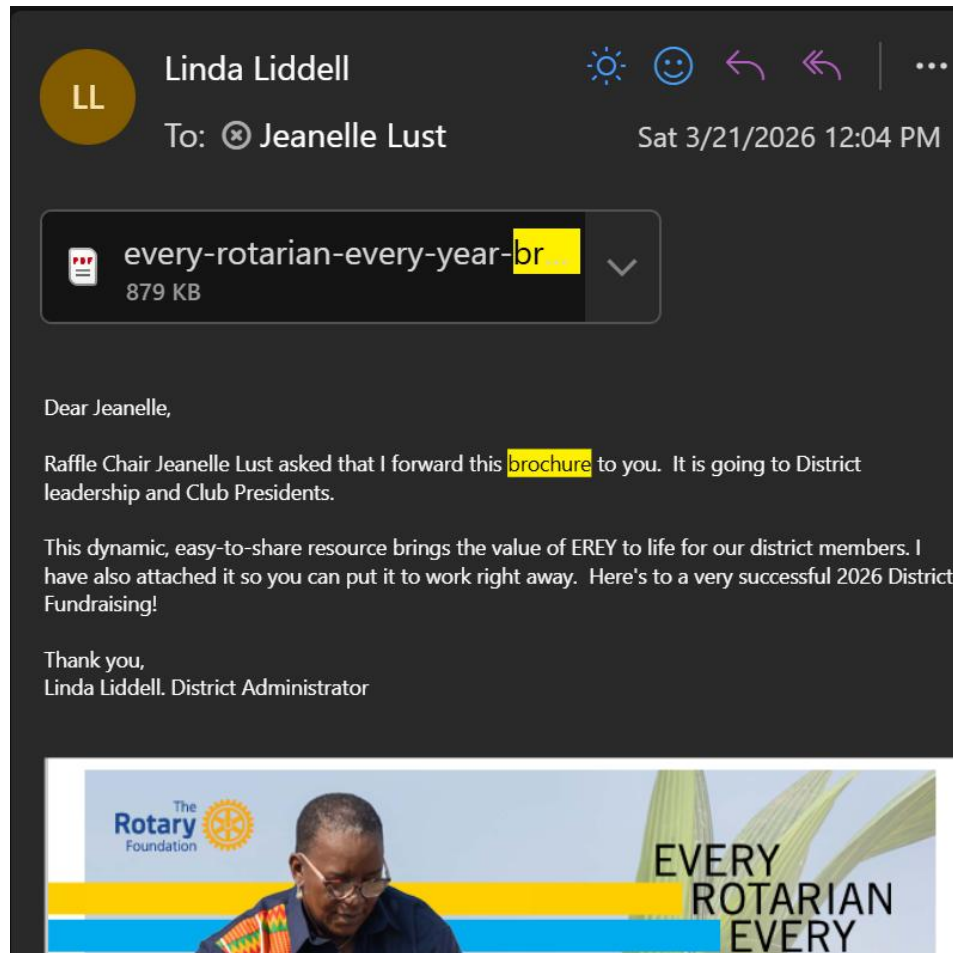 LL
Linda Liddell
To: Jeanelle Lust
Sat 3/21/2026 12:04 PM
every-rotarian-every-year-br...
879 KB
Dear Jeanelle,
Raffle Chair Jeanelle Lust asked that I forward this brochure to you.  It is going to District
leadership and Club Presidents.
This dynamic, easy-to-share resource brings the value of EREY to life for our district members. I
have also attached it so you can put it to work right away.  Here's to a very successful 2026 District
Fundraising!
Thank you,
Linda Liddell. District Administrator
The
Rotary
Foundation
EVERY
ROTARIAN
EVERY